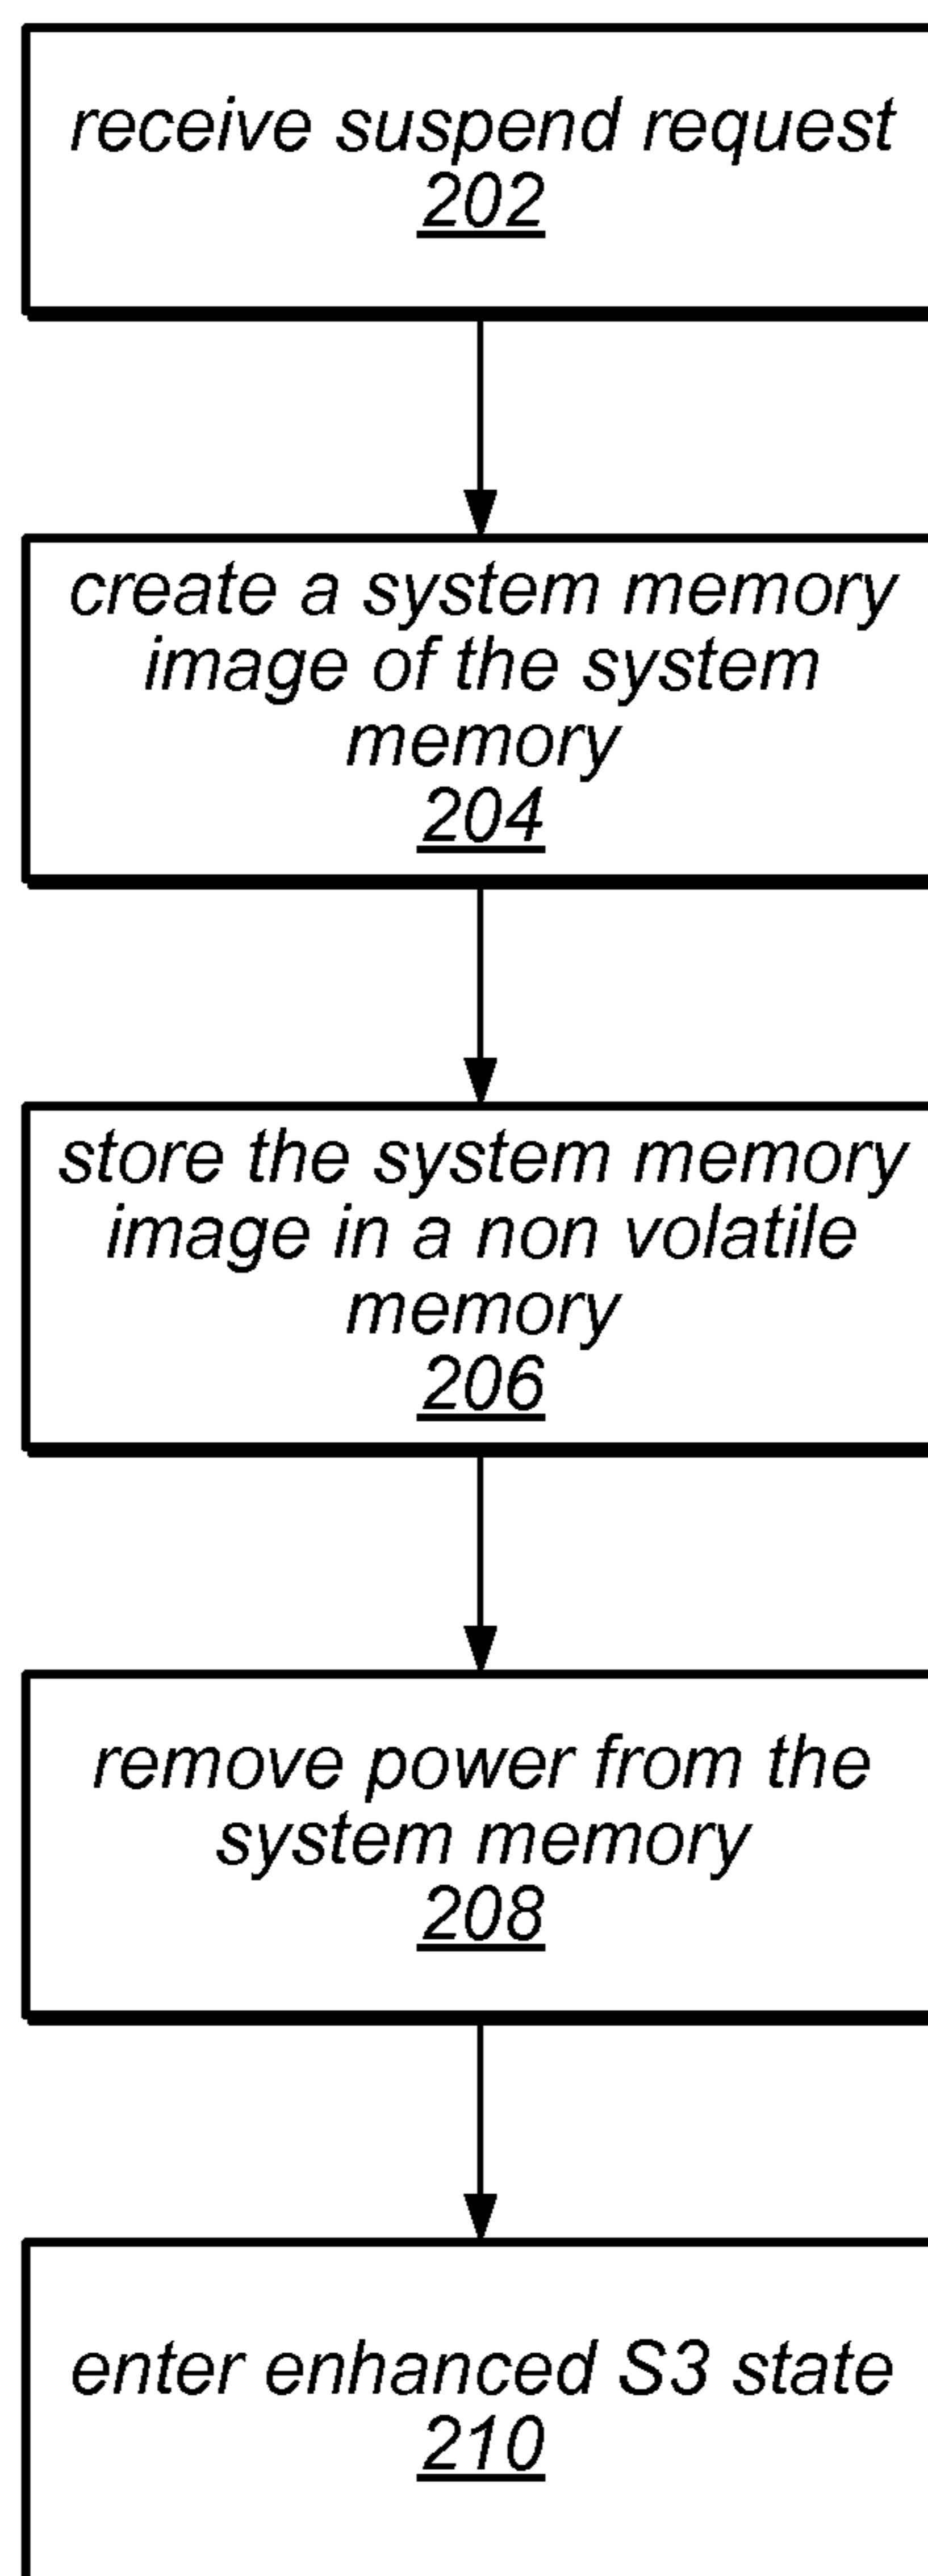 receive suspend request
202
create a system memory
image of the system
memory
204
store the system memory
image in a non volatile
memory
206
remove power from the
system memory
208
enter enhanced S3 state
210